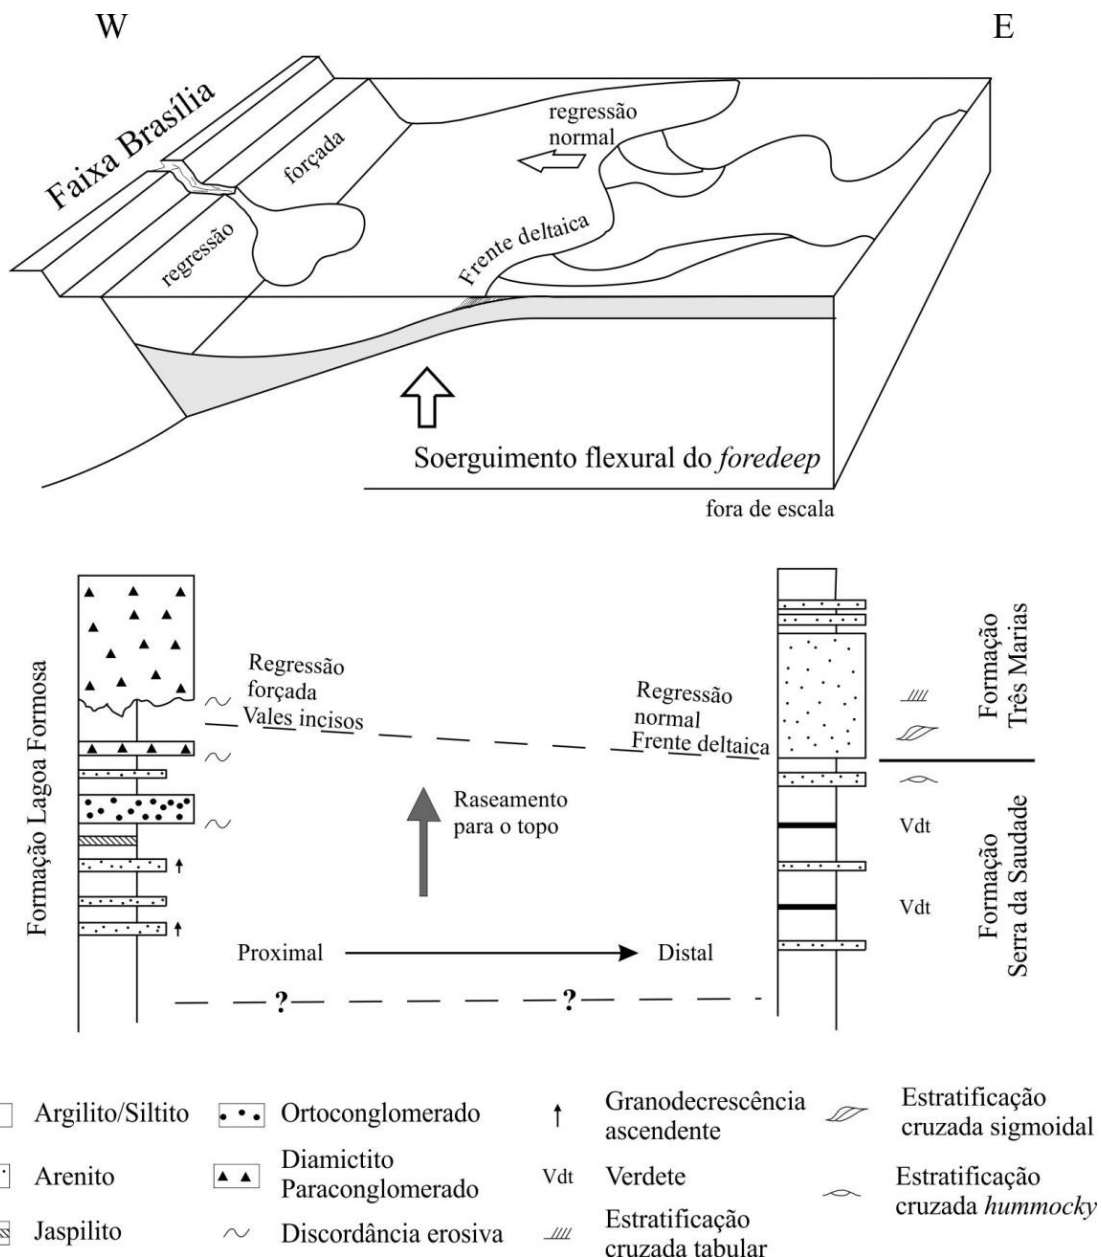 W
E
Faixa Brasília
regressão
forçada
regressão
normal
Frente deltaica
Soerguimento flexural do foredeep
fora de escala
Formação Lagoa Formosa
Regressão
forçada
Vales incisos
Regressão
normal
Frente deltaica
Raseamento
para o topo
Proximal
Distal
?
?
Vdt
Vdt
Formação
Três Marias
Formação
Serra da Saudade
Argilito/Siltito
Arenito
Jaspilito
Ortoconglomerado
Diamictito
Paraconglomerado
Discordância erosiva
Granodecrescência
ascendente
Vdt
Verdete
Estratificação
cruzada tabular
Estratificação
cruzada sigmoidal
Estratificação
cruzada hummocky